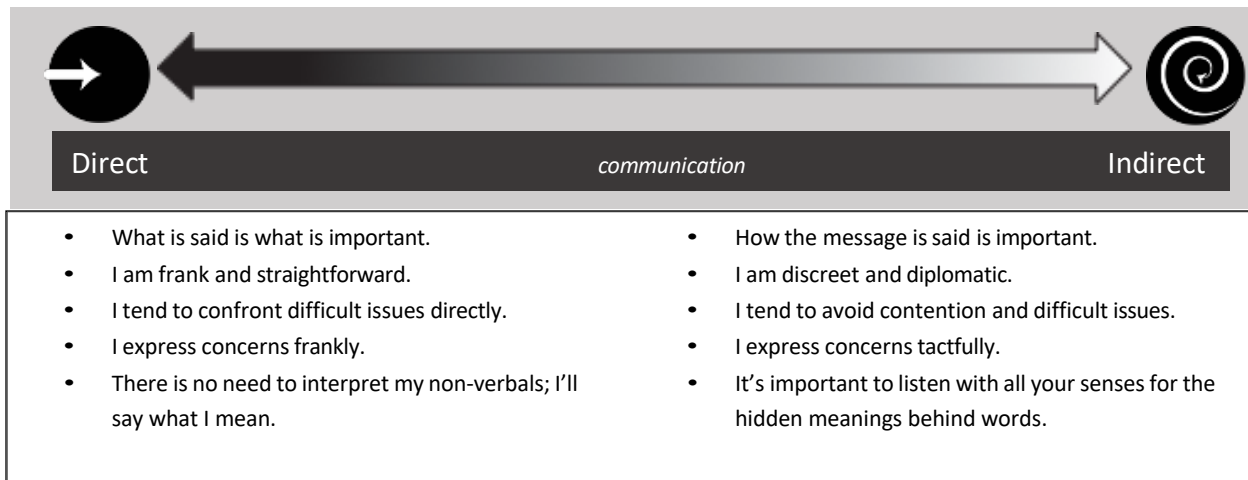 Direct communication Indirect
• What is said is what is important.
• I am frank and straightforward.
• I tend to confront difficult issues directly.
• I express concerns frankly.
• There is no need to interpret my non-verbals; I’ll
say what I mean.
• How the message is said is important.
• I am discreet and diplomatic.
• I tend to avoid contention and difficult issues.
• I express concerns tactfully.
• It’s important to listen with all your senses for the
hidden meanings behind words.